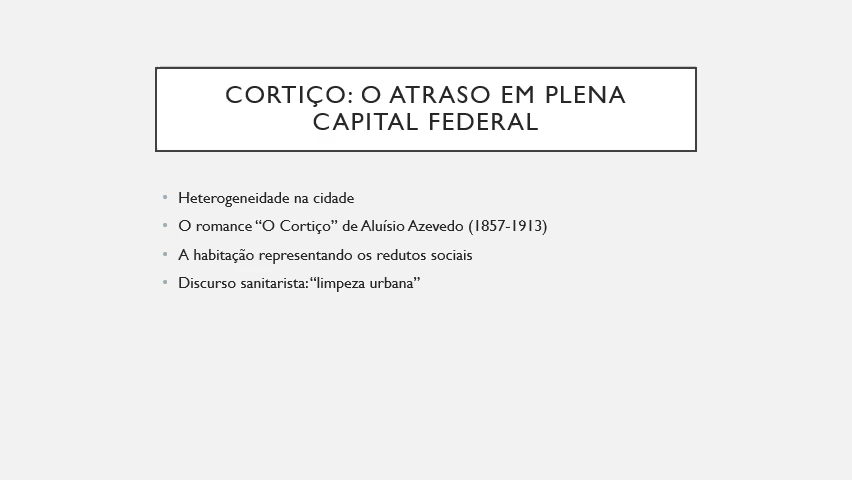 CORTIÇO: O ATRASO EM PLENA
CAPITAL FEDERAL
• Heterogeneidade na cidade
• O romance “O Cortiço” de Aluísio Azevedo (1857-1913)
• A habitação representando os redutos sociais
• Discurso sanitarista: “limpeza urbana”